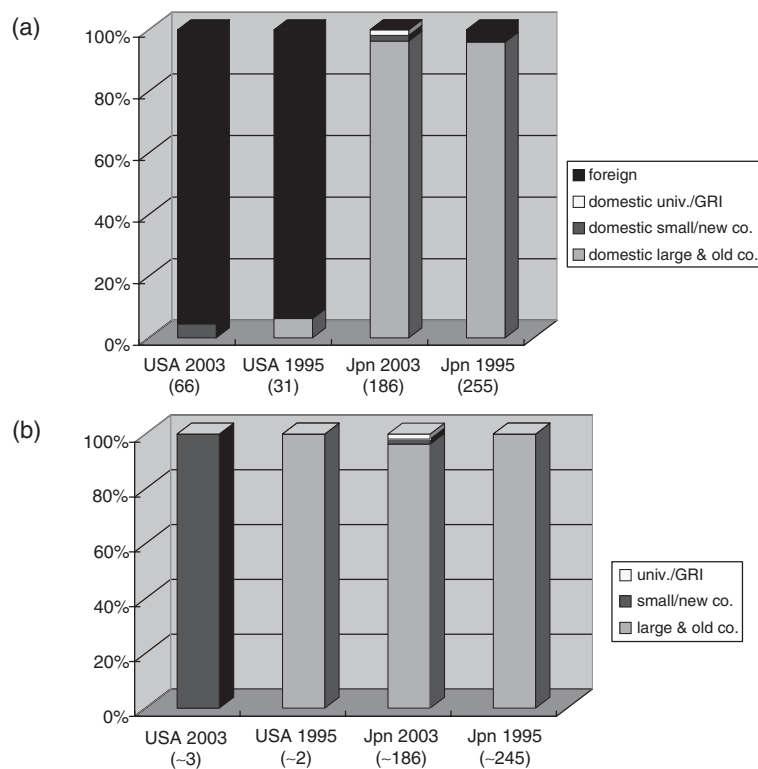 (a)
100%
80%
60%
40%
20%
0%
USA 2003 USA 1995 Jpn 2003 Jpn 1995
(66) (31) (186) (255)
foreign
domestic univ./GRI
domestic small/new co.
domestic large & old co.
(b)
100%
80%
60%
40%
20%
0%
USA 2003 USA 1995 Jpn 2003 Jpn 1995
(~3) (~2) (~186) (~245)
univ./GRI
small/new co.
large & old co.